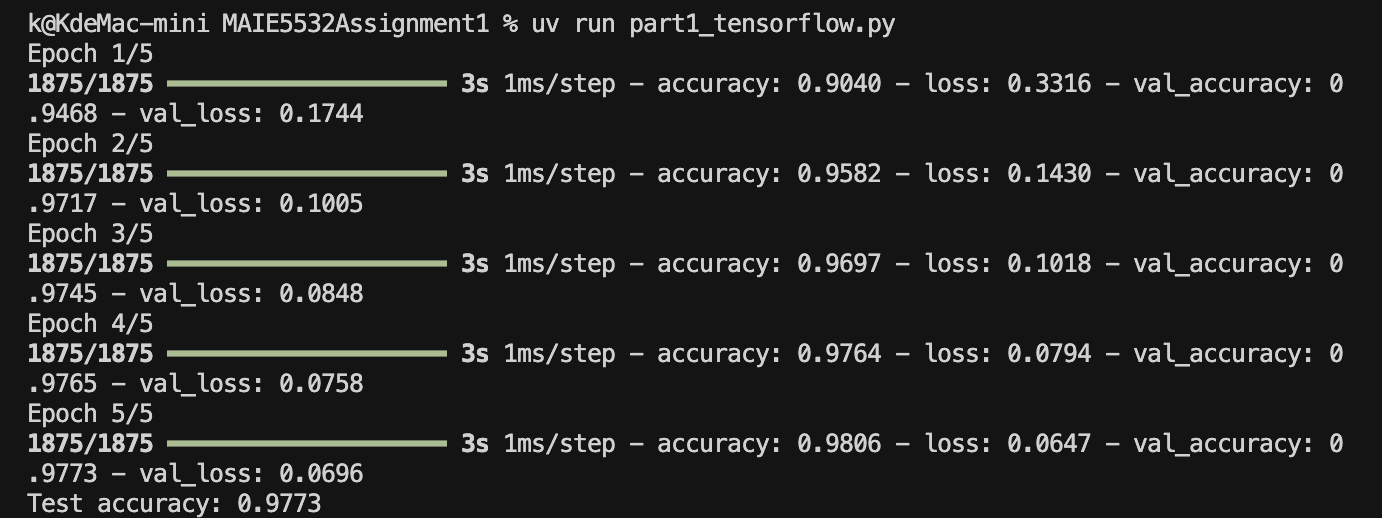 k@KdeMac-mini MAIE5532Assignment1 % uv run part1_tensorflow.py
Epoch 1/5
1875/1875 ━━━━━━━━━━━━━━━━━━━━ 3s 1ms/step - accuracy: 0.9040 - loss: 0.3316 - val_accuracy: 0
.9468 - val_loss: 0.1744
Epoch 2/5
1875/1875 ━━━━━━━━━━━━━━━━━━━━ 3s 1ms/step - accuracy: 0.9582 - loss: 0.1430 - val_accuracy: 0
.9717 - val_loss: 0.1005
Epoch 3/5
1875/1875 ━━━━━━━━━━━━━━━━━━━━ 3s 1ms/step - accuracy: 0.9697 - loss: 0.1018 - val_accuracy: 0
.9745 - val_loss: 0.0848
Epoch 4/5
1875/1875 ━━━━━━━━━━━━━━━━━━━━ 3s 1ms/step - accuracy: 0.9764 - loss: 0.0794 - val_accuracy: 0
.9765 - val_loss: 0.0758
Epoch 5/5
1875/1875 ━━━━━━━━━━━━━━━━━━━━ 3s 1ms/step - accuracy: 0.9806 - loss: 0.0647 - val_accuracy: 0
.9773 - val_loss: 0.0696
Test accuracy: 0.9773